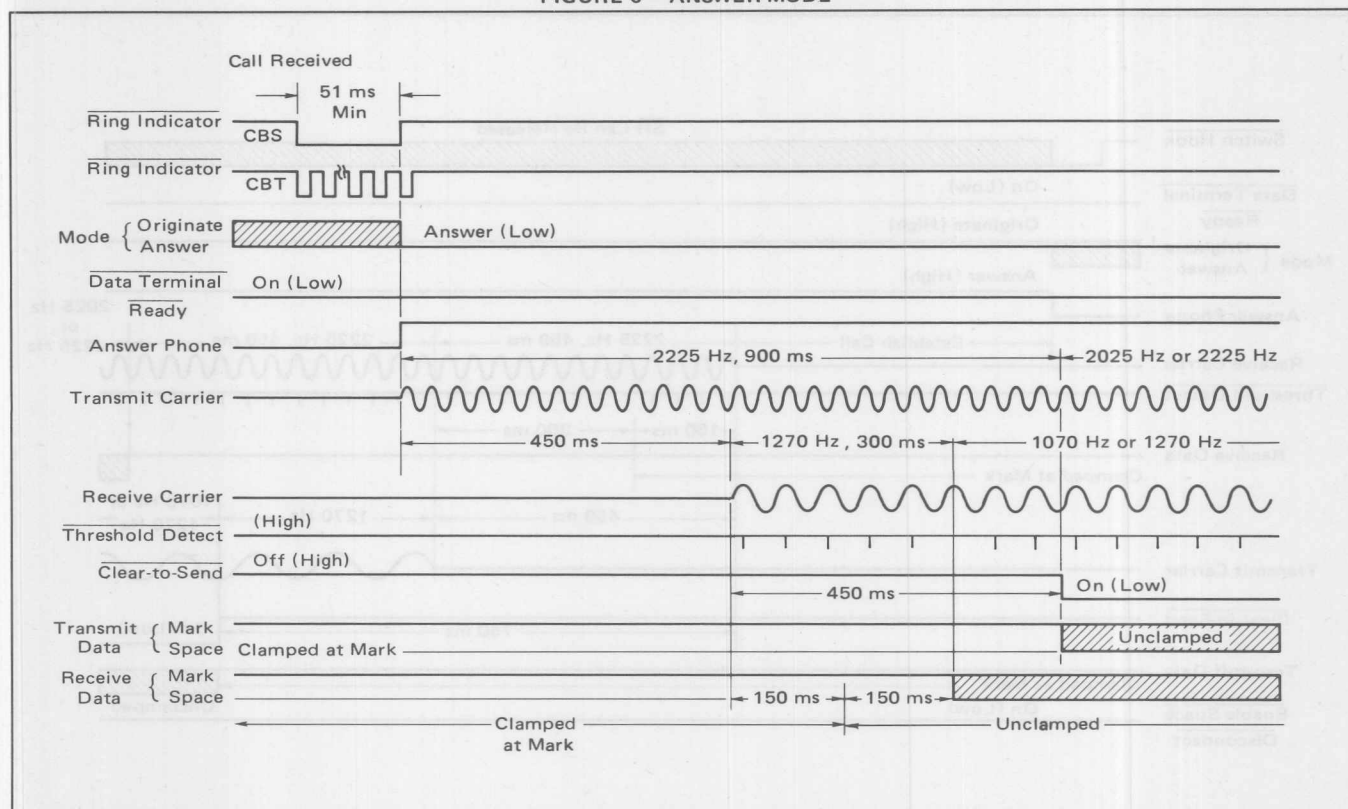 ANSWER MODE
Call Received
51 ms
Min
Ring Indicator
CBS
Ring Indicator
CBT
Mode { Originate
Answer
Answer (Low)
Data Terminal
Ready
On (Low)
Answer Phone
2225 Hz, 900 ms
2025 Hz or 2225 Hz
Transmit Carrier
450 ms
1270 Hz , 300 ms
1070 Hz or 1270 Hz
Receive Carrier
(High)
Threshold Detect
Off (High)
Clear-to-Send
450 ms
On (Low)
Transmit Data { Mark
Space
Clamped at Mark
Unclamped
Receive Data { Mark
Space
150 ms
150 ms
Clamped
at Mark
Unclamped